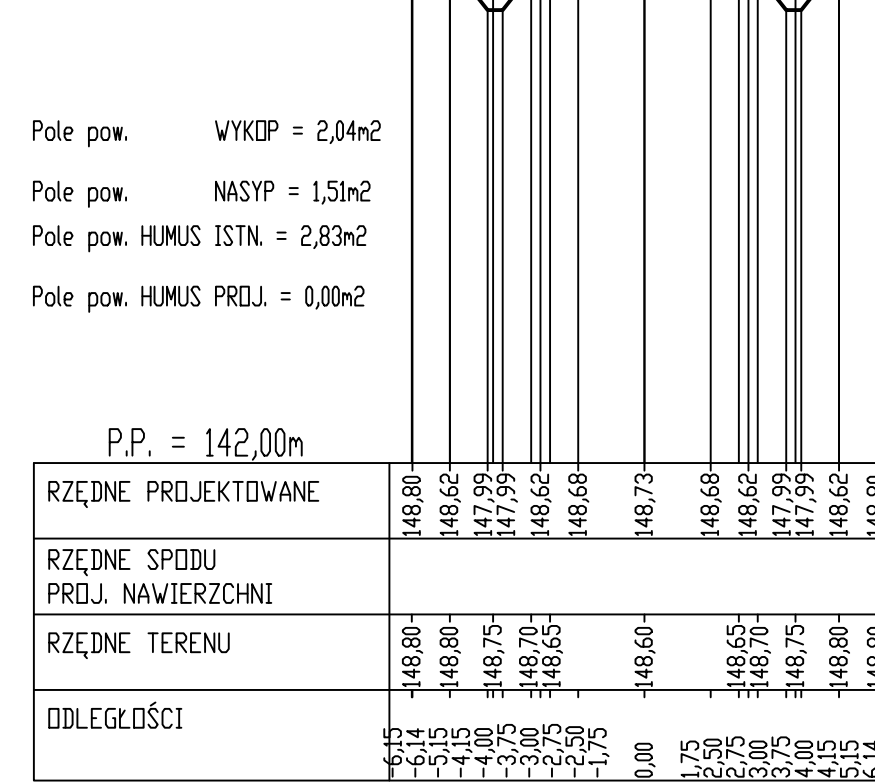 Pole pow. WYKOP = 2,04m2
Pole pow. NASYP = 1,51m2
Pole pow. HUMUS ISTN. = 2,83m2
Pole pow. HUMUS PROJ. = 0,00m2
P.P. = 142,00m
RZĘDNE PROJEKTOWANE 148,80 148,62 147,99 147,99 148,62 148,68 148,73 148,68 148,62 147,99 147,99 148,62
RZĘDNE SPODU
PROJ. NAWIERZCHNI
RZĘDNE TERENU 148,80 148,80 148,75 148,70 148,65 148,60 148,65 148,70 148,75 148,80
ODLEGŁOŚCI -6,15 -6,14 -5,15 -4,15 -4,00 -3,75 -3,00 -2,75 -2,50 -1,75 0,00 1,75 2,50 2,75 3,00 3,75 4,00 4,15 5,15 6,14